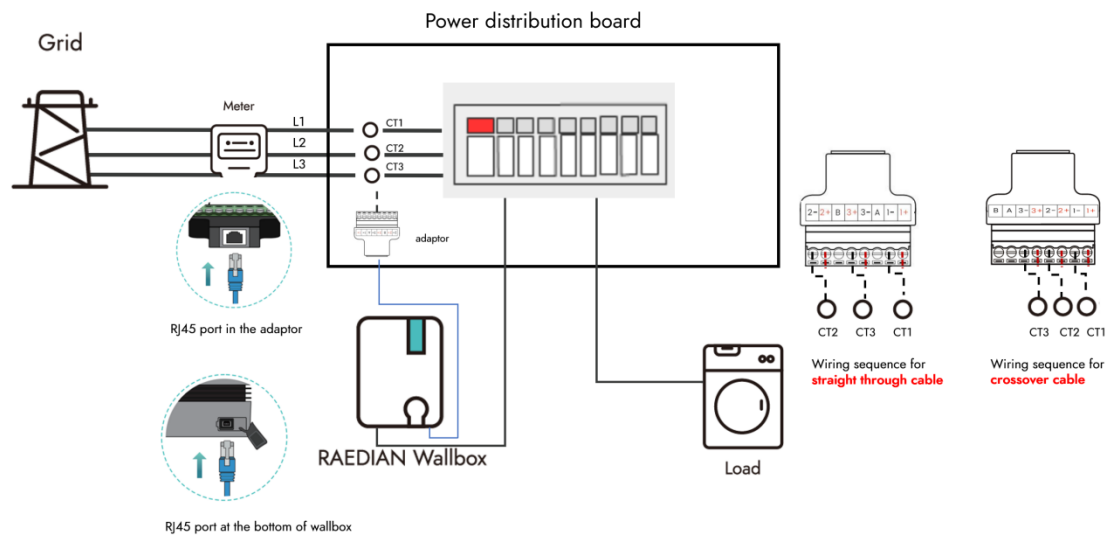 Power distribution board
Grid
Meter
L1
L2
L3
CT1
CT2
CT3
adaptor
RJ45 port in the adaptor
RJ45 port at the bottom of wallbox
RAEDIAN Wallbox
Load
2- 2+ B 3+ 3- A 1- 1+
CT2 CT3 CT1
Wiring sequence for
straight through cable
B A 3- 3+ 2- 2+ 1- 1+
CT3 CT2 CT1
Wiring sequence for
crossover cable